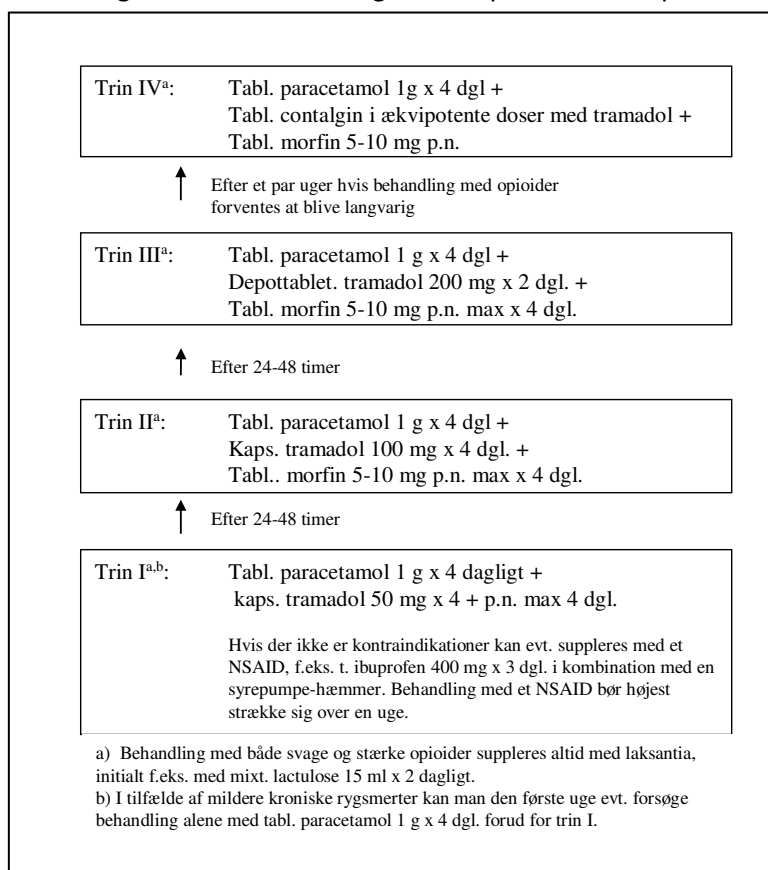 Trin IVa: Tabl. paracetamol 1g x 4 dgl +
Tabl. contalgin i ækvipotente doser med tramadol +
Tabl. morfin 5-10 mg p.n.
Efter et par uger hvis behandling med opioider
forventes at blive langvarig
Trin IIIa: Tabl. paracetamol 1 g x 4 dgl +
Depottablet. tramadol 200 mg x 2 dgl. +
Tabl. morfin 5-10 mg p.n. max x 4 dgl.
Efter 24-48 timer
Trin IIa: Tabl. paracetamol 1 g x 4 dgl +
Kaps. tramadol 100 mg x 4 dgl. +
Tabl.. morfin 5-10 mg p.n. max x 4 dgl.
Efter 24-48 timer
Trin Ia,b: Tabl. paracetamol 1 g x 4 dagligt +
kaps. tramadol 50 mg x 4 + p.n. max 4 dgl.
Hvis der ikke er kontraindikationer kan evt. suppleres med et
NSAID, f.eks. t. ibuprofen 400 mg x 3 dgl. i kombination med en
syrepumpe-hæmmer. Behandling med et NSAID bør højest
strække sig over en uge.
a) Behandling med både svage og stærke opioider suppleres altid med laksantia,
initialt f.eks. med mixt. lactulose 15 ml x 2 dagligt.
b) I tilfælde af mildere kroniske rygsmerter kan man den første uge evt. forsøge
behandling alene med tabl. paracetamol 1 g x 4 dgl. forud for trin I.